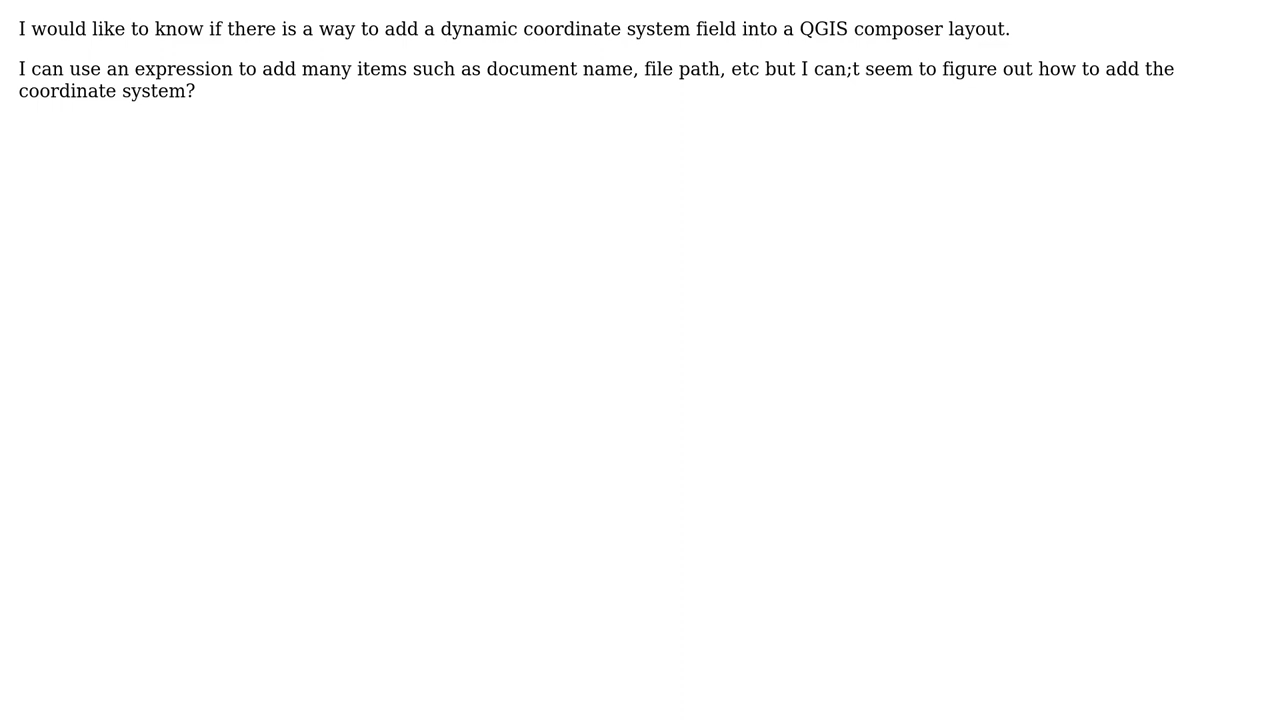 I would like to know if there is a way to add a dynamic coordinate system field into a QGIS composer layout.
I can use an expression to add many items such as document name, file path, etc but I can;t seem to figure out how to add the
coordinate system?